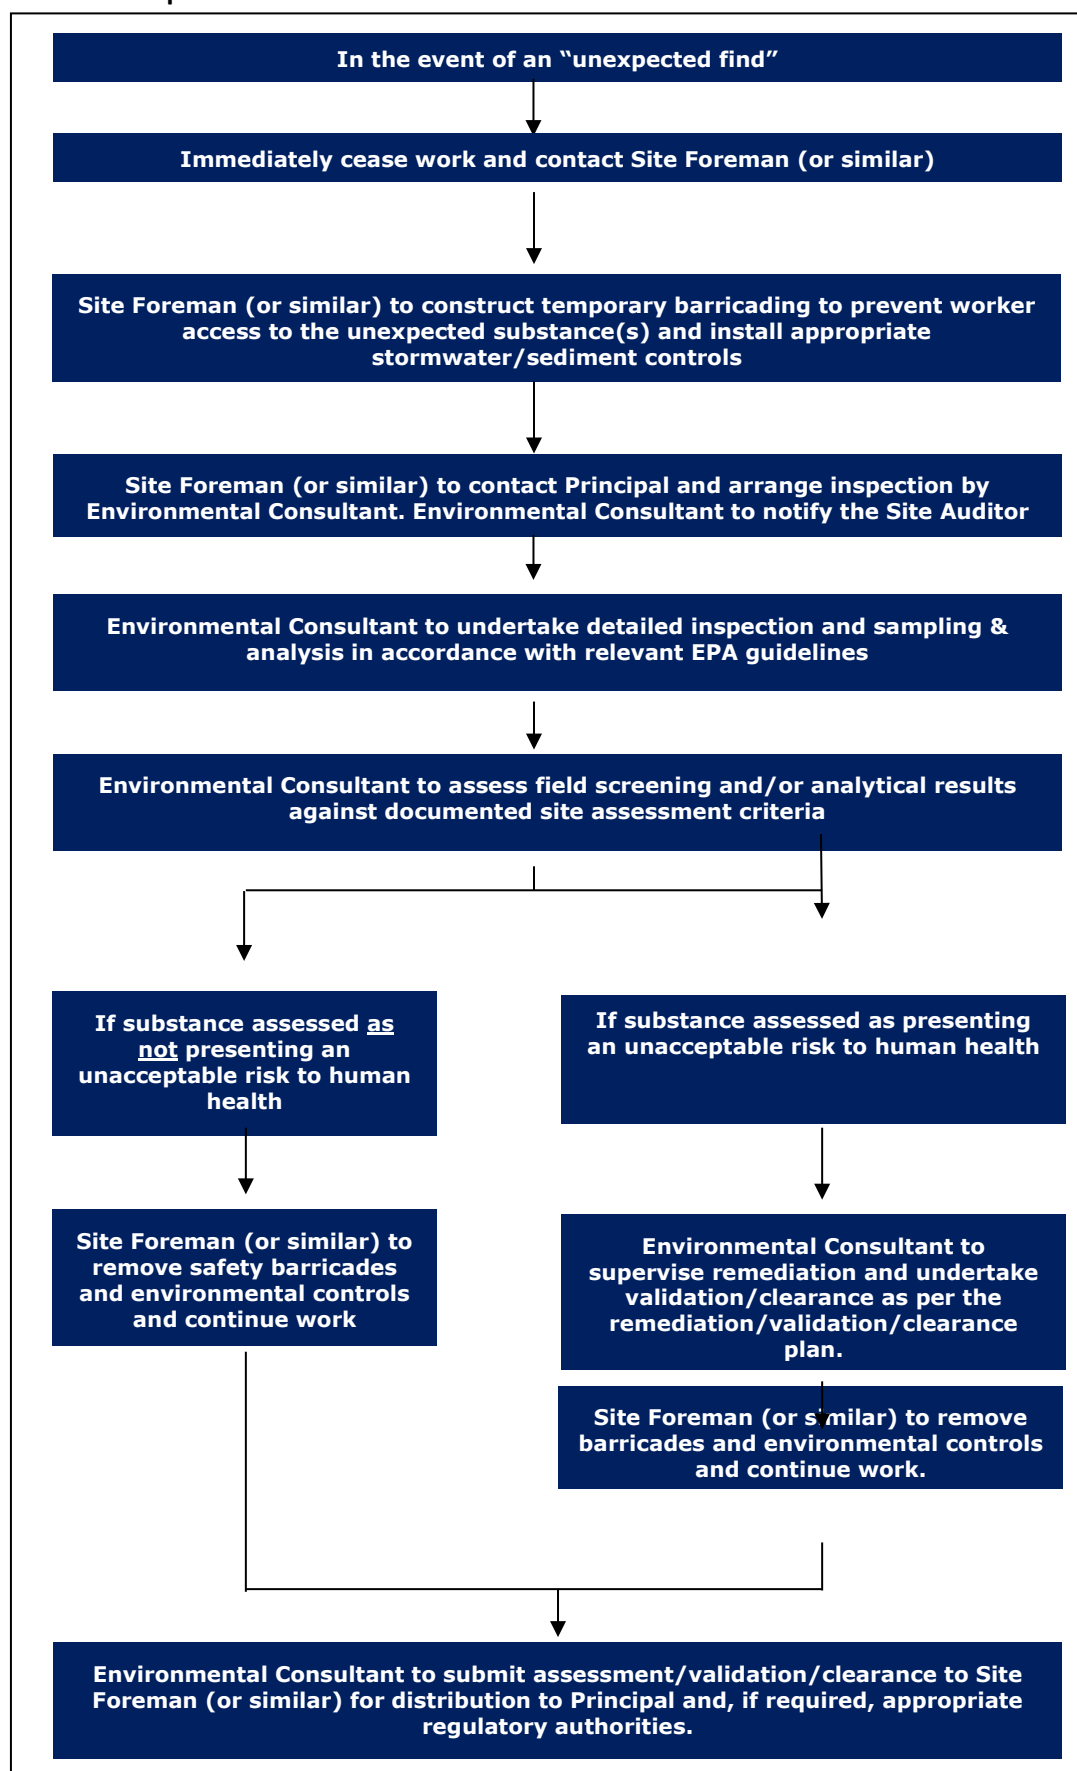 In the event of an “unexpected find”
Immediately cease work and contact Site Foreman (or similar)
Site Foreman (or similar) to construct temporary barricading to prevent worker
access to the unexpected substance(s) and install appropriate
stormwater/sediment controls
Site Foreman (or similar) to contact Principal and arrange inspection by
Environmental Consultant. Environmental Consultant to notify the Site Auditor
Environmental Consultant to undertake detailed inspection and sampling &
analysis in accordance with relevant EPA guidelines
Environmental Consultant to assess field screening and/or analytical results
against documented site assessment criteria
If substance assessed as
not presenting an
unacceptable risk to human
health
If substance assessed as presenting
an unacceptable risk to human health
Site Foreman (or similar) to
remove safety barricades
and environmental controls
and continue work
Environmental Consultant to
supervise remediation and undertake
validation/clearance as per the
remediation/validation/clearance
plan.
Site Foreman (or similar) to remove
barricades and environmental controls
and continue work.
Environmental Consultant to submit assessment/validation/clearance to Site
Foreman (or similar) for distribution to Principal and, if required, appropriate
regulatory authorities.